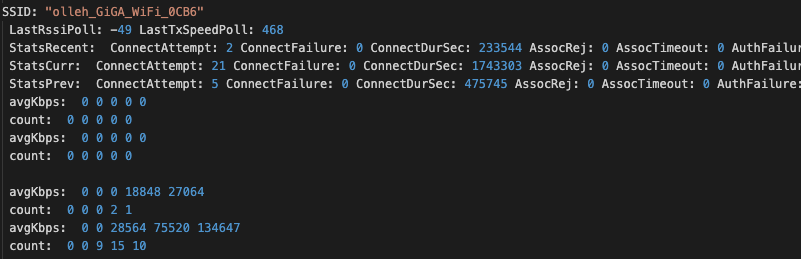 SSID: "olleh_GiGA_WiFi_0CB6"
LastRssiPoll: -49 LastTxSpeedPoll: 468
StatsRecent:  ConnectAttempt: 2 ConnectFailure: 0 ConnectDurSec: 233544 AssocRej: 0 AssocTimeout: 0 AuthFailur
StatsCurr:  ConnectAttempt: 21 ConnectFailure: 0 ConnectDurSec: 1743303 AssocRej: 0 AssocTimeout: 0 AuthFailur
StatsPrev:  ConnectAttempt: 5 ConnectFailure: 0 ConnectDurSec: 475745 AssocRej: 0 AssocTimeout: 0 AuthFailure:
avgKbps:  0 0 0 0 0
count:  0 0 0 0 0
avgKbps:  0 0 0 0 0
count:  0 0 0 0 0
avgKbps:  0 0 0 18848 27064
count:  0 0 0 2 1
avgKbps:  0 0 28564 75520 134647
count:  0 0 9 15 10